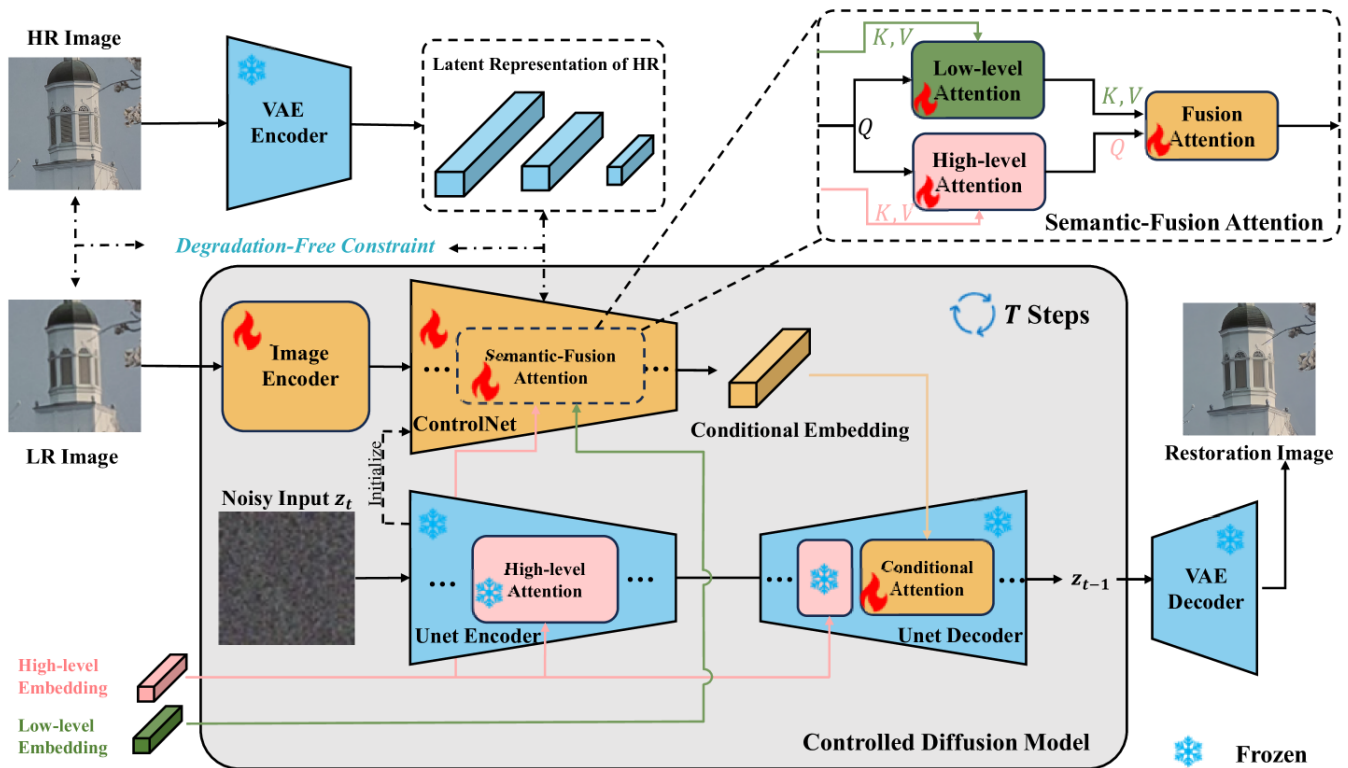 HR Image
VAE
Encoder
Latent Representation of HR
K, V
Low-level
Attention
K, V
Fusion
Attention
Q
High-level
Attention
Q
K, V
Semantic-Fusion Attention
Degradation-Free Constraint
T Steps
Image
Encoder
Semantic-Fusion
Attention
...
...
ControlNet
Conditional Embedding
LR Image
Restoration Image
Initialize
Noisy Input z_t
High-level
Attention
...
...
Unet Encoder
...
Conditional
Attention
...
Unet Decoder
z_{t-1}
VAE
Decoder
High-level
Embedding
Low-level
Embedding
Controlled Diffusion Model
Frozen